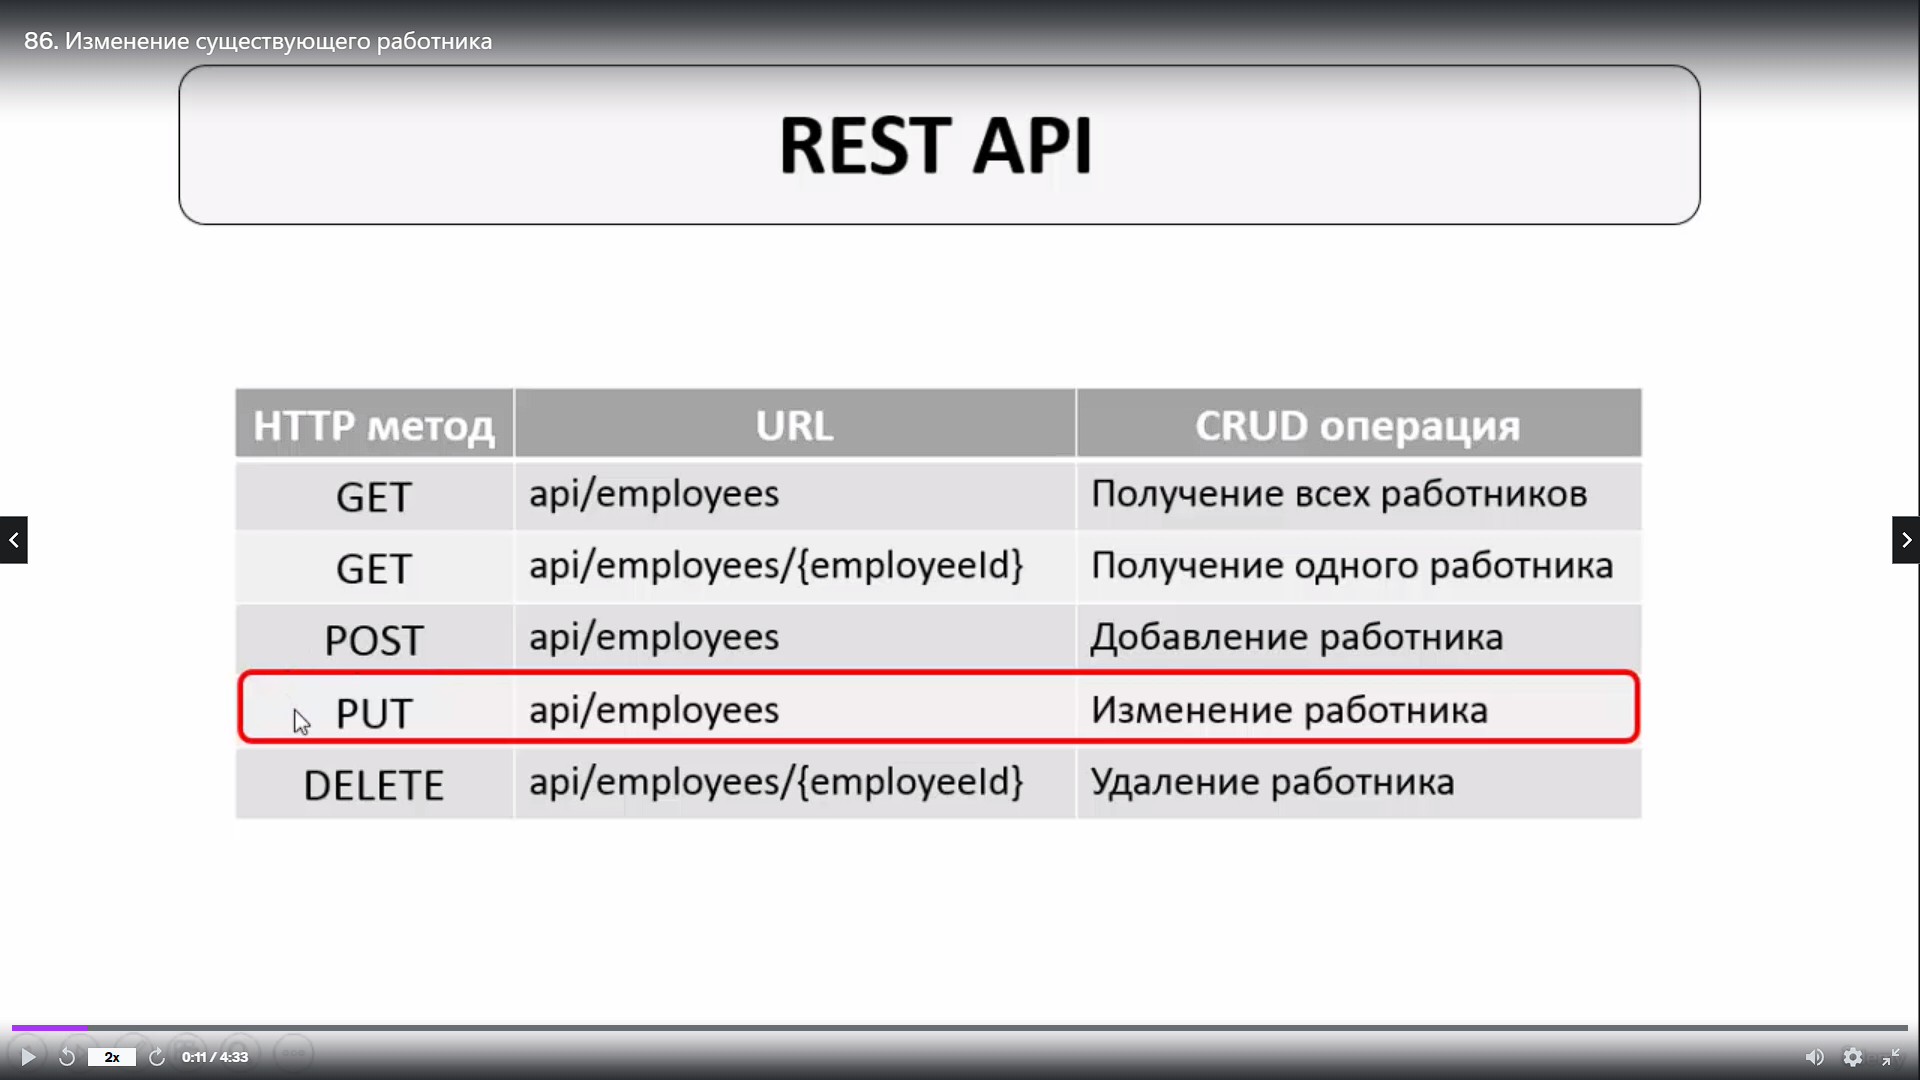 86. Изменение существующего работника
REST API
HTTP метод URL CRUD операция
GET api/employees Получение всех работников
GET api/employees/{employeeId} Получение одного работника
POST api/employees Добавление работника
PUT api/employees Изменение работника
DELETE api/employees/{employeeId} Удаление работника
2x 0:11 / 4:33